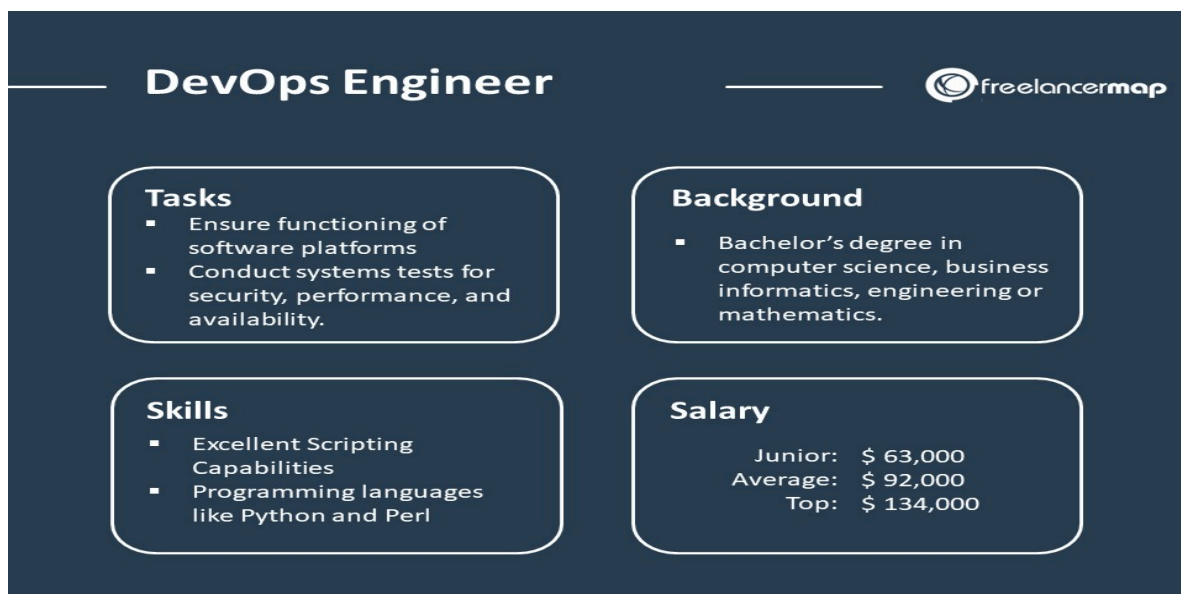 DevOps Engineer
freelancermap
Tasks
▪ Ensure functioning of
software platforms
▪ Conduct systems tests for
security, performance, and
availability.
Background
▪ Bachelor’s degree in
computer science, business
informatics, engineering or
mathematics.
Skills
▪ Excellent Scripting
Capabilities
▪ Programming languages
like Python and Perl
Salary
Junior: $ 63,000
Average: $ 92,000
Top: $ 134,000